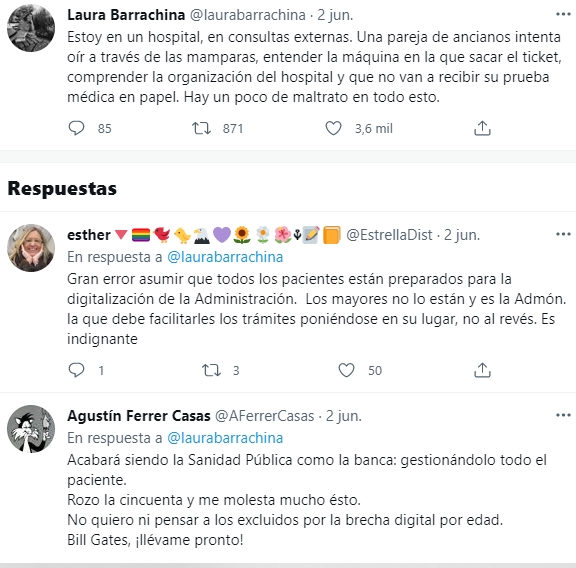 Laura Barrachina @laurabarrachina · 2 jun.
Estoy en un hospital, en consultas externas. Una pareja de ancianos intenta
oír a través de las mamparas, entender la máquina en la que sacar el ticket,
comprender la organización del hospital y que no van a recibir su prueba
médica en papel. Hay un poco de maltrato en todo esto.
85 871 3,6 mil
Respuestas
esther🔻🏳️‍🌈🐦🐤🦅💜🌻🌼🌺⚘📝📔 @EstrellaDist · 2 jun.
En respuesta a @laurabarrachina
Gran error asumir que todos los pacientes están preparados para la
digitalización de la Administración.  Los mayores no lo están y es la Admón.
la que debe facilitarles los trámites poniéndose en su lugar, no al revés. Es
indignante
1 3 50
Agustín Ferrer Casas @AFerrerCasas · 2 jun.
En respuesta a @laurabarrachina
Acabará siendo la Sanidad Pública como la banca: gestionándolo todo el
paciente.
Rozo la cincuenta y me molesta mucho ésto.
No quiero ni pensar a los excluidos por la brecha digital por edad.
Bill Gates, ¡llévame pronto!